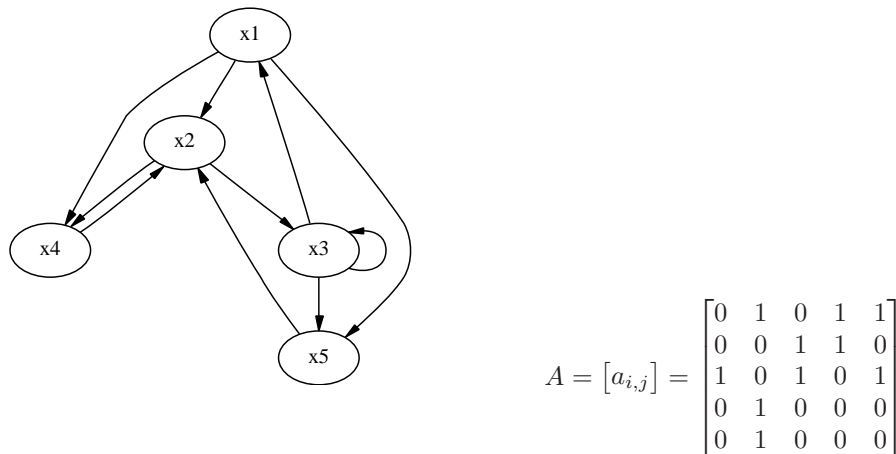 x1
x2
x4
x3
x5
A = [a_{i,j}] = 
0 1 0 1 1
0 0 1 1 0
1 0 1 0 1
0 1 0 0 0
0 1 0 0 0